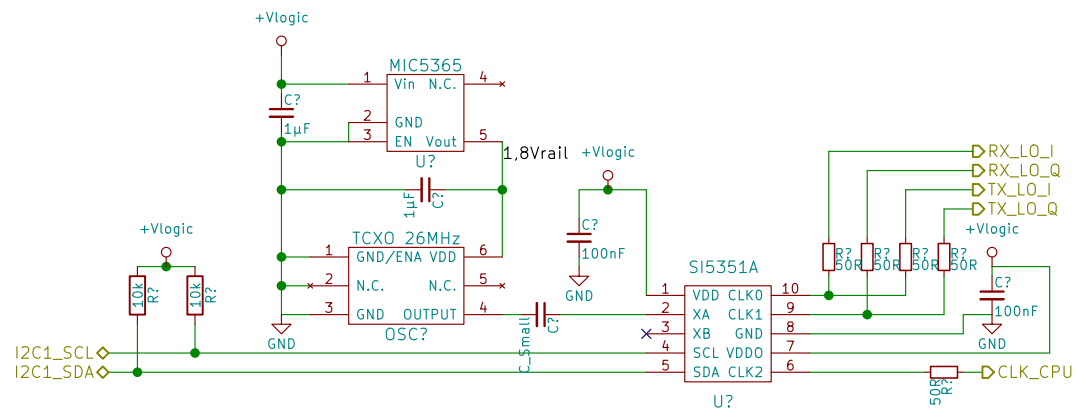 +Vlogic
MIC5365
1 Vin N.C. 4
C?
1µF
2 GND
3 EN Vout 5
U?
1,8Vrail
+Vlogic
1µF
C?
RX_LO_I
RX_LO_Q
TX_LO_I
TX_LO_Q
+Vlogic
+Vlogic
C?
100nF
GND
TCXO 26MHz
1 GND/ENA VDD 6
2 N.C. N.C. 5
3 GND OUTPUT 4
OSC?
GND
C_Small
C?
R?
50R
R?
50R
R?
50R
R?
50R
C?
100nF
GND
10k
R?
10k
R?
SI5351A
1 VDD CLK0 10
2 XA CLK1 9
3 XB GND 8
4 SCL VDDO 7
5 SDA CLK2 6
U?
I2C1_SCL
I2C1_SDA
50R
R?
CLK_CPU